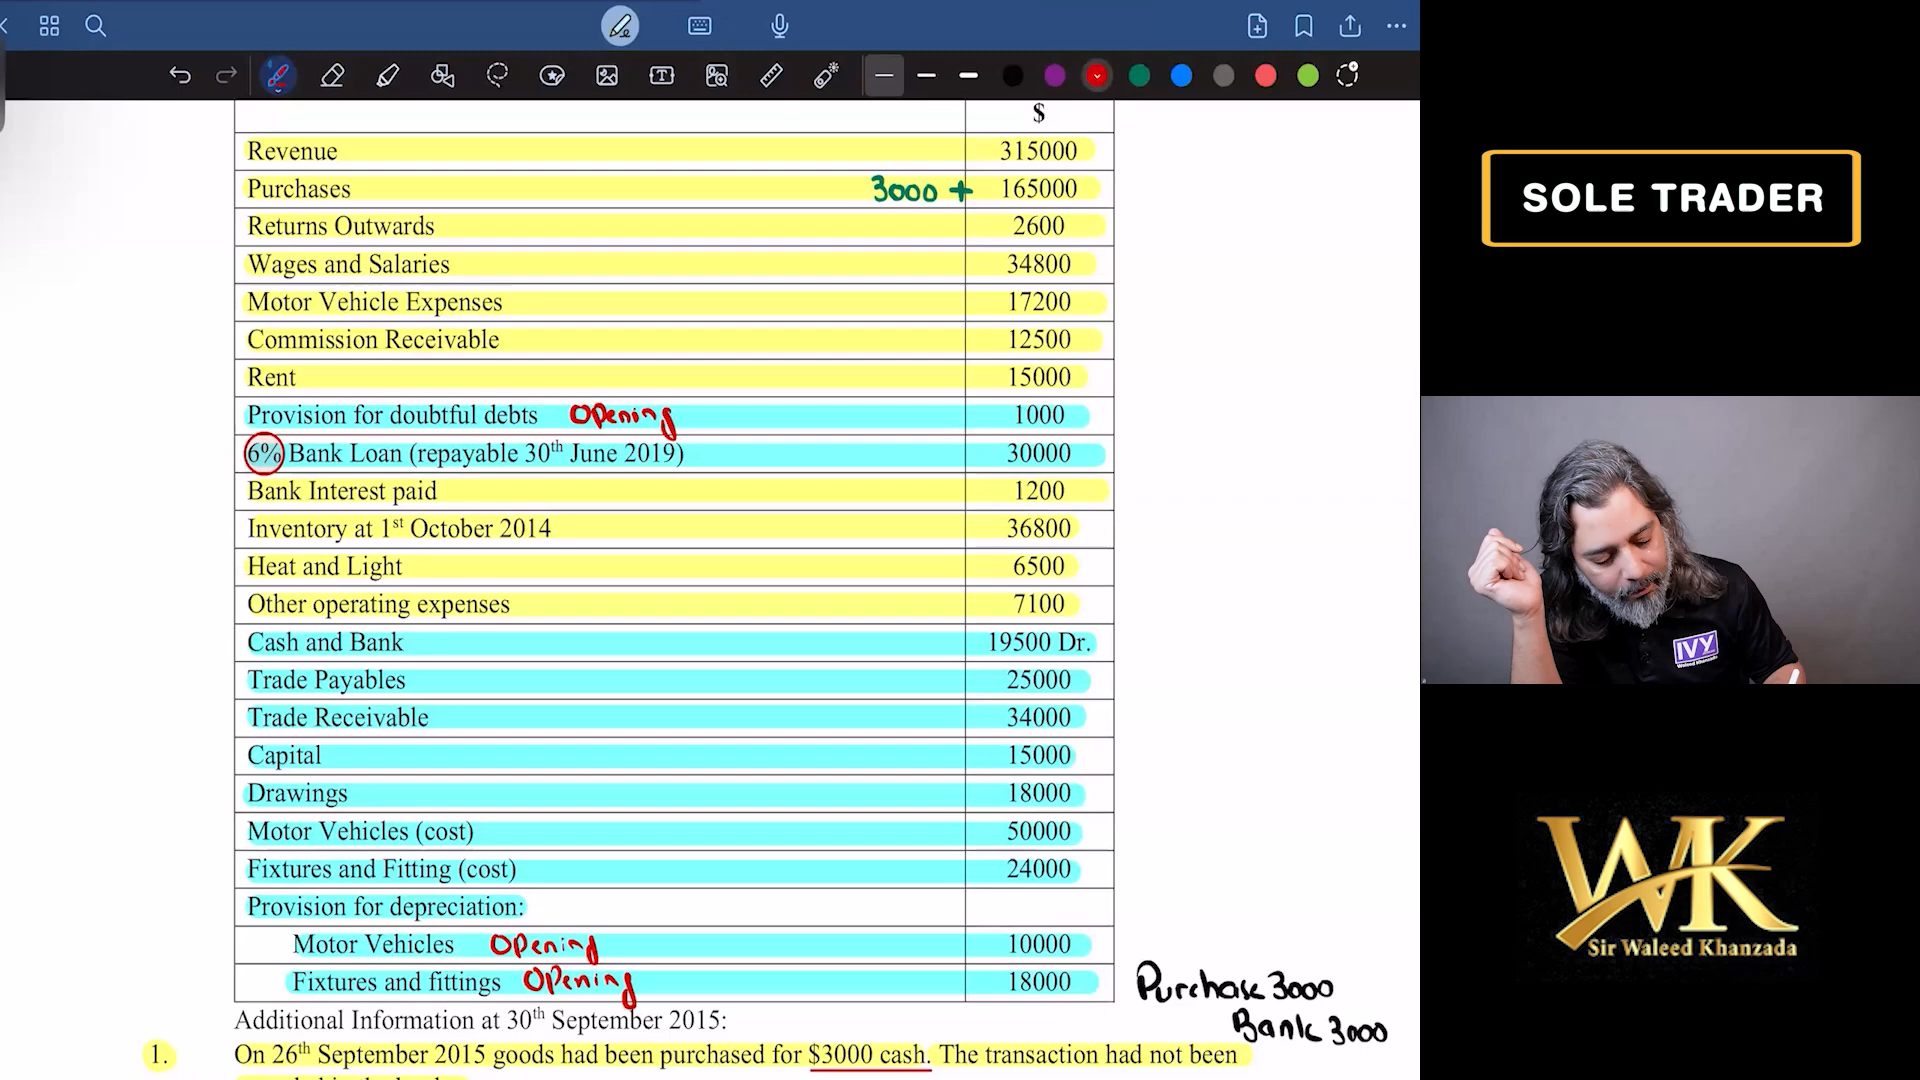 $
Revenue 315000
Purchases 3000 + 165000
Returns Outwards 2600
Wages and Salaries 34800
Motor Vehicle Expenses 17200
Commission Receivable 12500
Rent 15000
Provision for doubtful debts Opening 1000
6% Bank Loan (repayable 30th June 2019) 30000
Bank Interest paid 1200
Inventory at 1st October 2014 36800
Heat and Light 6500
Other operating expenses 7100
Cash and Bank 19500 Dr.
Trade Payables 25000
Trade Receivable 34000
Capital 15000
Drawings 18000
Motor Vehicles (cost) 50000
Fixtures and Fitting (cost) 24000
Provision for depreciation:
Motor Vehicles Opening 10000
Fixtures and fittings Opening 18000
Purchase 3000
Bank 3000
Additional Information at 30th September 2015:
1. On 26th September 2015 goods had been purchased for $3000 cash. The transaction had not been
SOLE TRADER
IVY
Waleed Khanzada
WK
Sir Waleed Khanzada